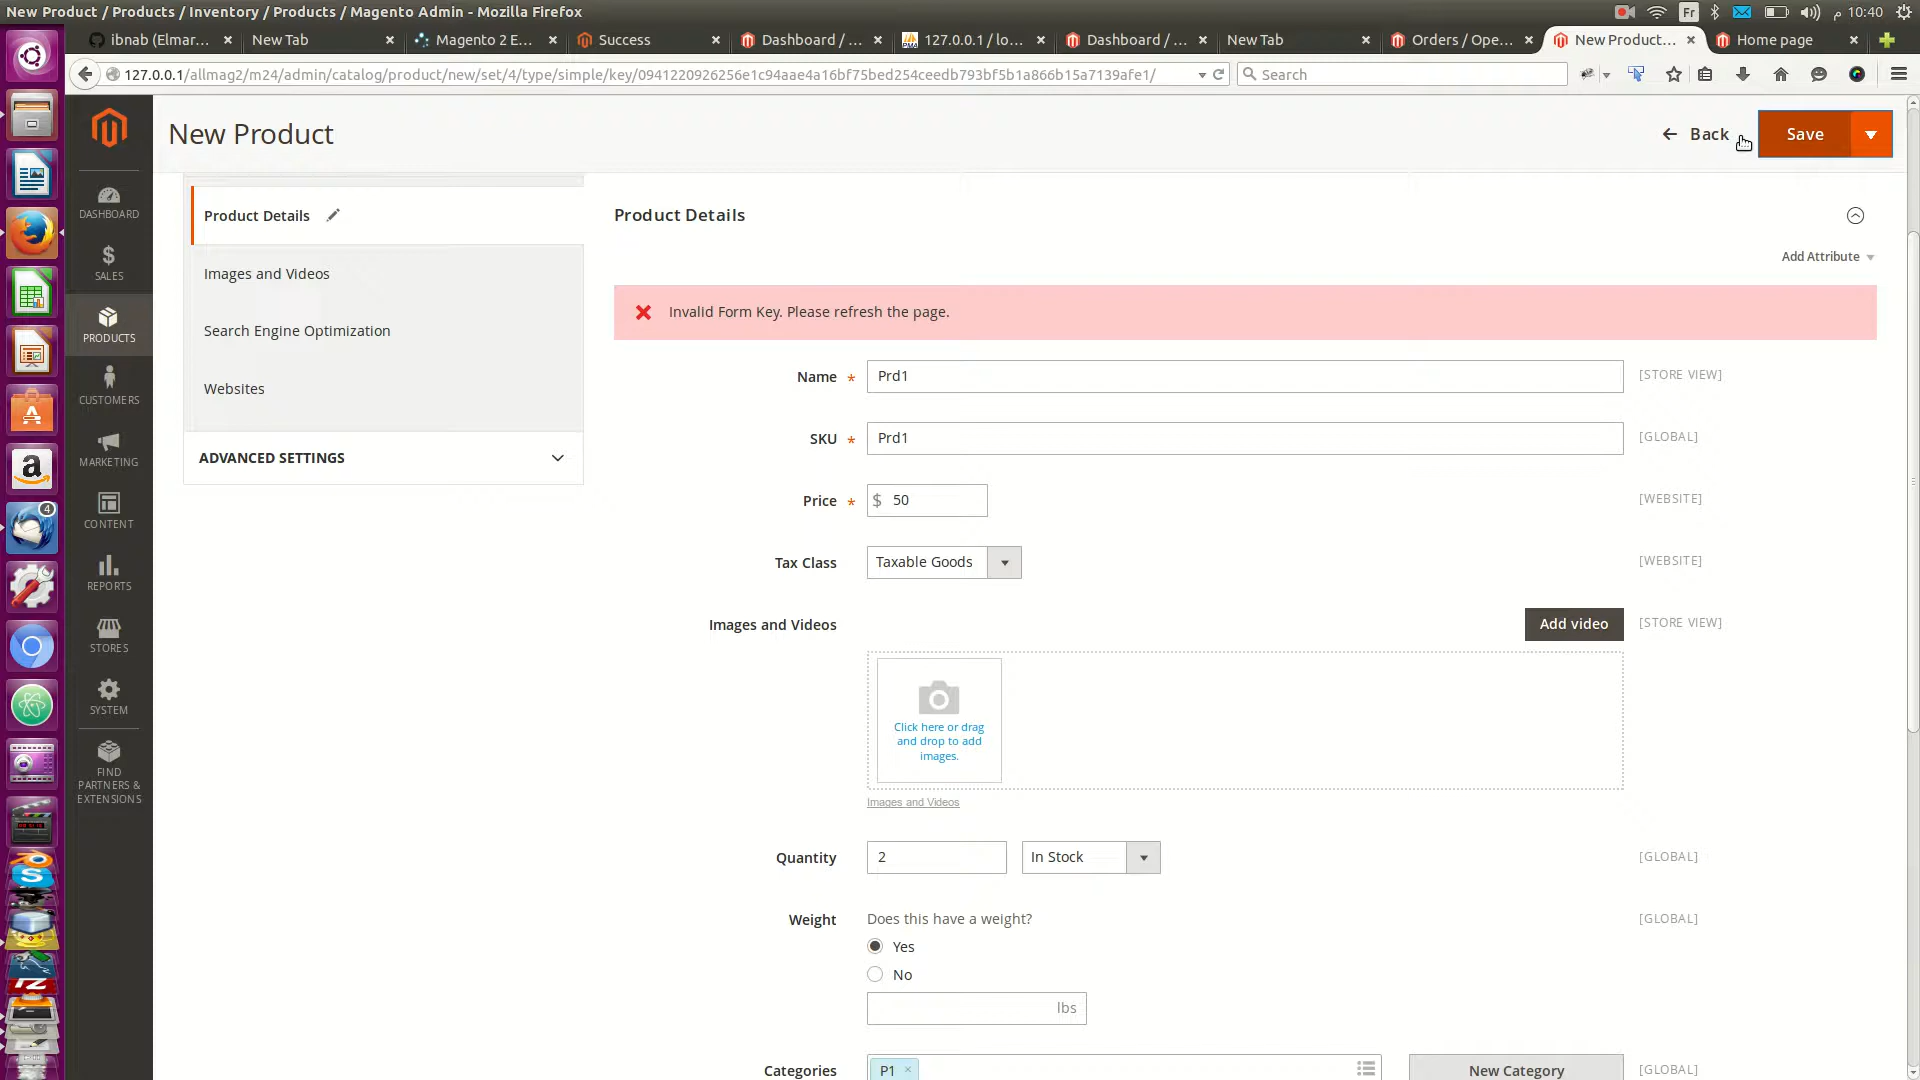 New Product / Products / Inventory / Products / Magento Admin - Mozilla Firefox
Fr
م 10:40
ibnab (Elmar...
New Tab
Magento 2 E...
Success
Dashboard / ...
127.0.0.1 / lo...
Dashboard / ...
New Tab
Orders / Ope...
New Product...
Home page
127.0.0.1/allmag2/m24/admin/catalog/product/new/set/4/type/simple/key/0941220926256e1c94aae4a16bf75bed254ceedb793bf5b1a866b15a7139afe1/
Search
New Product
Back
Save
DASHBOARD
SALES
PRODUCTS
CUSTOMERS
MARKETING
CONTENT
REPORTS
STORES
SYSTEM
FIND
PARTNERS &
EXTENSIONS
4
Product Details
Images and Videos
Search Engine Optimization
Websites
ADVANCED SETTINGS
Product Details
Add Attribute
Invalid Form Key. Please refresh the page.
Name * Prd1 [STORE VIEW]
SKU * Prd1 [GLOBAL]
Price * $ 50 [WEBSITE]
Tax Class Taxable Goods [WEBSITE]
Images and Videos Add video [STORE VIEW]
Click here or drag
and drop to add
images.
Images and Videos
Quantity 2 In Stock [GLOBAL]
Weight Does this have a weight? [GLOBAL]
Yes
No
lbs
Categories P1 × New Category [GLOBAL]